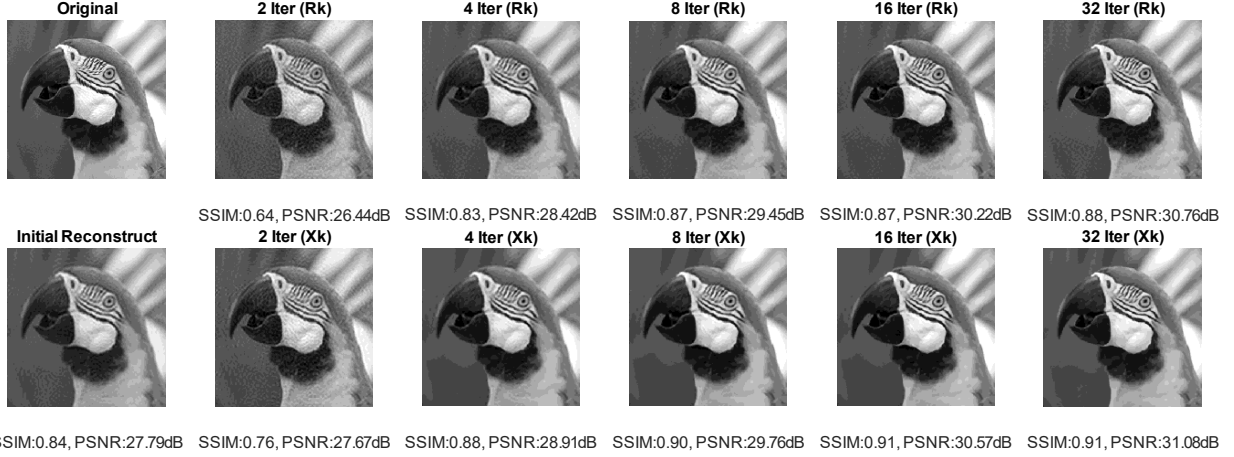 Original 2 Iter (Rk) 4 Iter (Rk) 8 Iter (Rk) 16 Iter (Rk) 32 Iter (Rk)
SSIM:0.64, PSNR:26.44dB SSIM:0.83, PSNR:28.42dB SSIM:0.87, PSNR:29.45dB SSIM:0.87, PSNR:30.22dB SSIM:0.88, PSNR:30.76dB
Initial Reconstruct 2 Iter (Xk) 4 Iter (Xk) 8 Iter (Xk) 16 Iter (Xk) 32 Iter (Xk)
SSIM:0.84, PSNR:27.79dB SSIM:0.76, PSNR:27.67dB SSIM:0.88, PSNR:28.91dB SSIM:0.90, PSNR:29.76dB SSIM:0.91, PSNR:30.57dB SSIM:0.91, PSNR:31.08dB